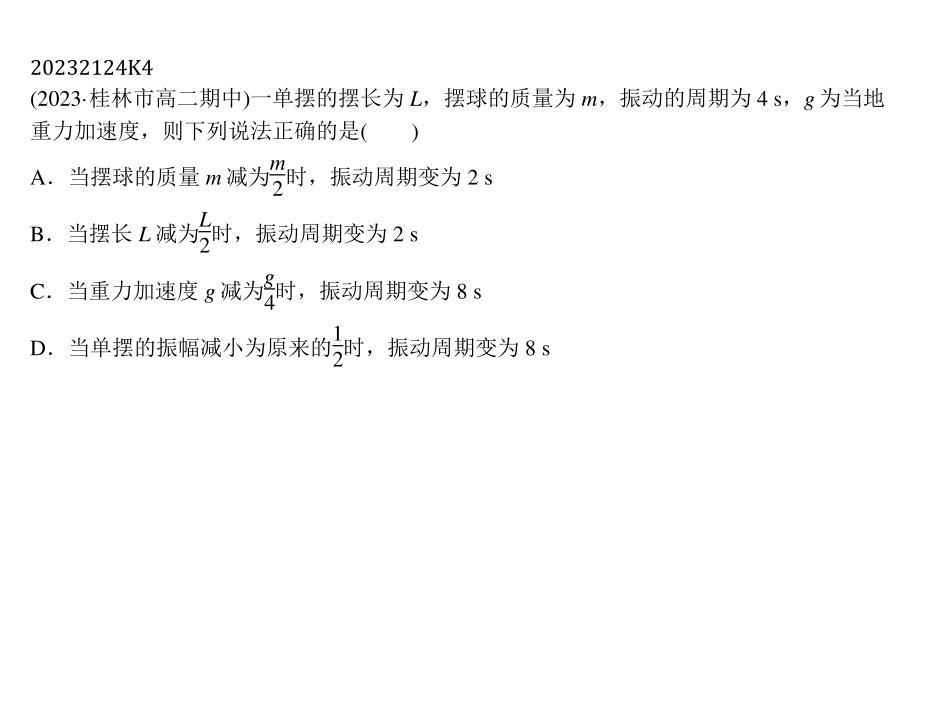 20232124K4
(2023·桂林市高二期中)一单摆的摆长为 L，摆球的质量为 m，振动的周期为 4 s，g 为当地
重力加速度，则下列说法正确的是(　　)
A．当摆球的质量 m 减为m/2时，振动周期变为 2 s
B．当摆长 L 减为L/2时，振动周期变为 2 s
C．当重力加速度 g 减为g/4时，振动周期变为 8 s
D．当单摆的振幅减小为原来的1/2时，振动周期变为 8 s